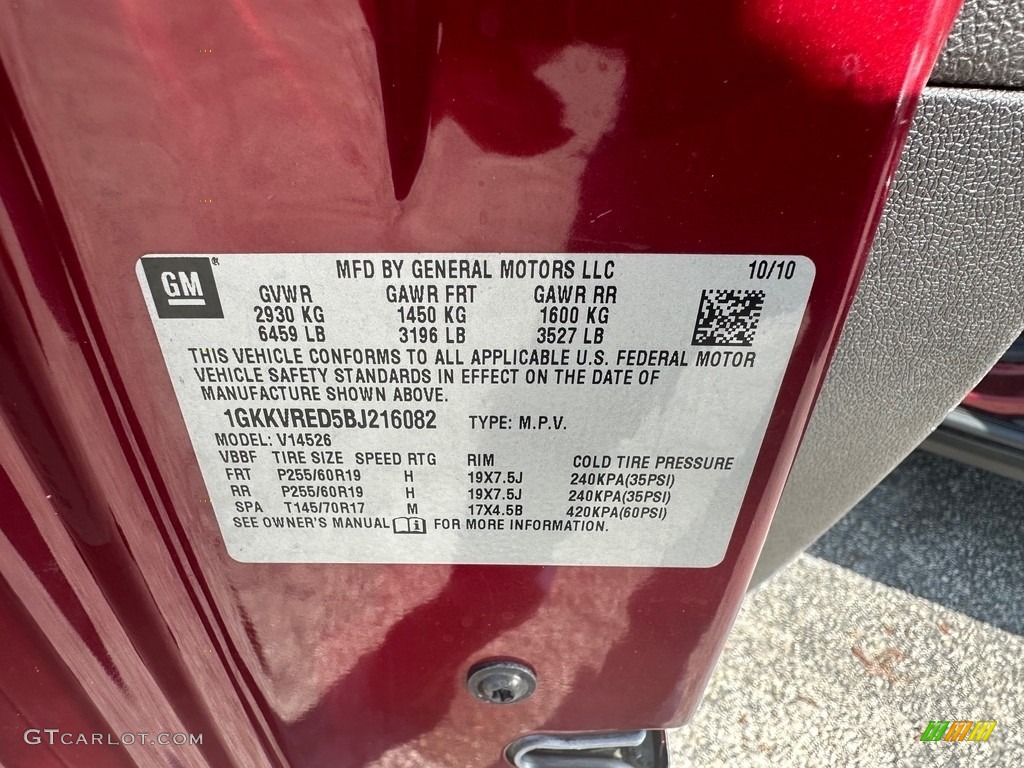 GM®
MFD BY GENERAL MOTORS LLC 10/10
GVWR GAWR FRT GAWR RR
2930 KG 1450 KG 1600 KG
6459 LB 3196 LB 3527 LB
THIS VEHICLE CONFORMS TO ALL APPLICABLE U.S. FEDERAL MOTOR
VEHICLE SAFETY STANDARDS IN EFFECT ON THE DATE OF
MANUFACTURE SHOWN ABOVE.
1GKKVRED5BJ216082 TYPE: M.P.V.
MODEL: V14526
VBBF TIRE SIZE SPEED RTG RIM COLD TIRE PRESSURE
FRT P255/60R19 H 19X7.5J 240KPA(35PSI)
RR P255/60R19 H 19X7.5J 240KPA(35PSI)
SPA T145/70R17 M 17X4.5B 420KPA(60PSI)
SEE OWNER'S MANUAL i FOR MORE INFORMATION.
GTCARLOT.COM